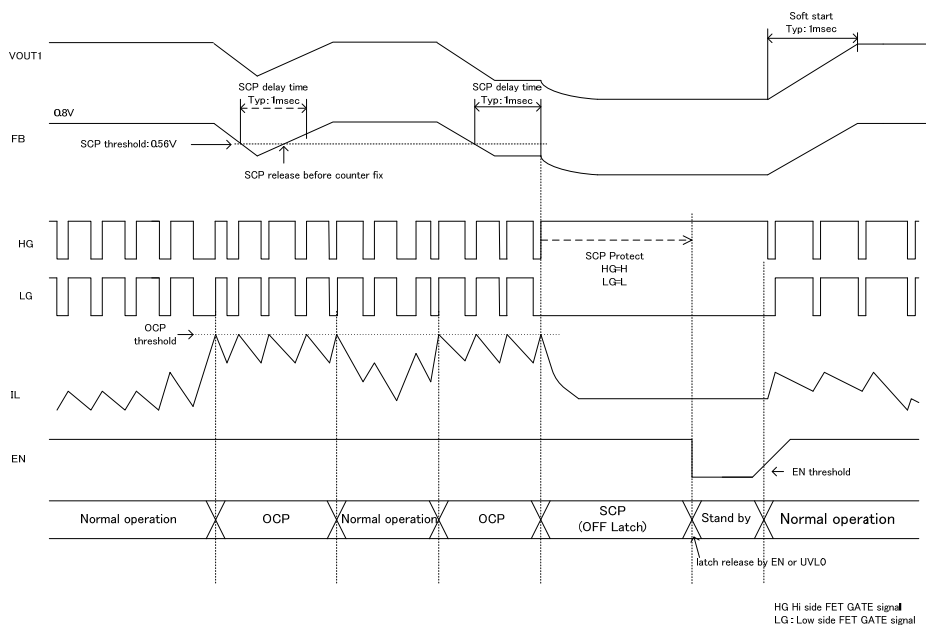 Soft start
Typ: 1msec
VOUT1
SCP delay time
Typ: 1msec
SCP delay time
Typ: 1msec
0.8V
FB
SCP threshold:0.56V
SCP release before counter fix
HG
SCP Protect
HG=H
LG=L
LG
OCP
threshold
IL
EN
EN threshold
Normal operation
OCP
Normal operation
OCP
SCP
(OFF Latch)
Stand by
Normal operation
latch release by EN or UVLO
HG Hi side FET GATE signal
LG : Low side FET GATE signal